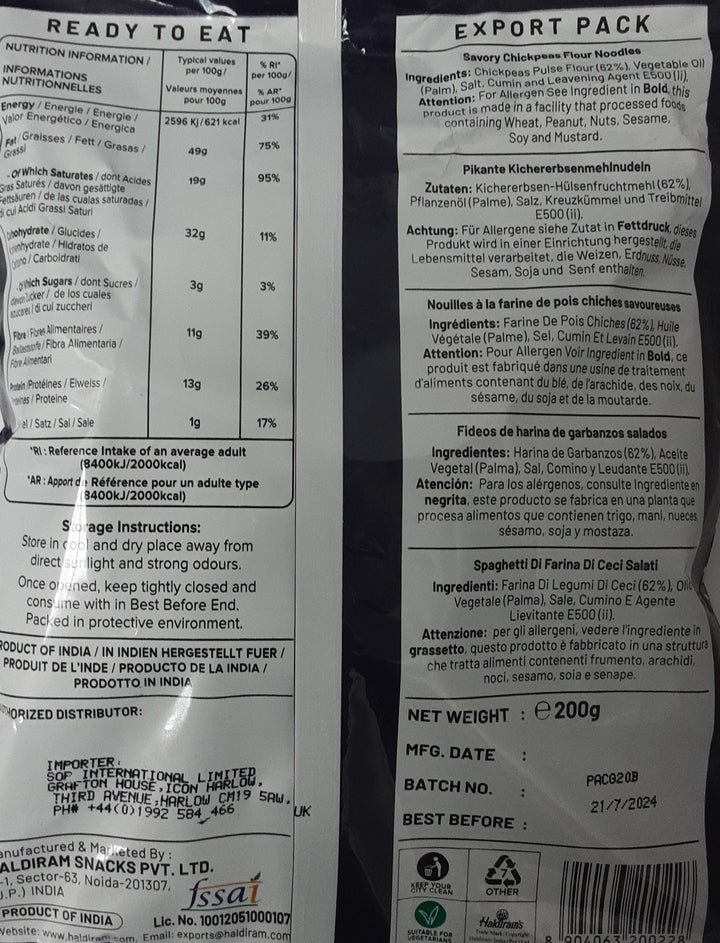 READY TO EAT
NUTRITION INFORMATION /
INFORMATIONS
NUTRITIONNELLES
Typical values
per 100g/
Valeurs moyennes
pour 100g
% RI*
per 100g/
% AR*
pour 100g
Energy / Energie / Energie /
Valor Energético / Energica
2596 KJ/621 kcal
31%
Fat / Graisses / Fett / Grasas /
Grassi
49g
75%
- Of Which Saturates / dont Acides
Gras Saturés / davon gesättigte
Fettsäuren / de las cualas saturadas /
di cui Acidi Grassi Saturi
19g
95%
/ Glucides /
/ Hidratos de
/ Carboldrati
32g
11%
Which Sugars / dont Sucres /
/ de los cuales
/ di cui zuccheri
3g
3%
Fibre / Fibres Alimentaires /
/ Fibra Alimentaria /
Fibre Alimentari
11g
39%
Protein / Protéines / Eiweiss /
/ Proteine
13g
26%
/ Satz / Sal / Sale
1g
17%
*RI : Reference Intake of an average adult
(8400kJ/2000kcal)
*AR : Apport de Référence pour un adulte type
(8400kJ/2000kcal)
Storage Instructions:
Store in cool and dry place away from
direct sunlight and strong odours.
Once opened, keep tightly closed and
consume with in Best Before End.
Packed in protective environment.
RODUCT OF INDIA / IN INDIEN HERGESTELLT FUER /
PRODUIT DE L'INDE / PRODUCTO DE LA INDIA /
PRODOTTO IN INDIA
HORIZED DISTRIBUTOR:
IMPORTER:
SOP INTERNATIONAL LIMITED
GRAFTON HOUSE, ICON HARLOW,
THIRD AVENUE, HARLOW CM19 5AW.
PH# +44(0)1992 584 466 UK
anufactured & Marketed By :
ALDIRAM SNACKS PVT. LTD.
-1, Sector-63, Noida-201307,
J.P.) INDIA
fssai
PRODUCT OF INDIA
Lic. No. 10012051000107
Website: www.haldiram.com, Email: exports@haldiram.com
EXPORT PACK
Savory Chickpeas Flour Noodles
Ingredients: Chickpeas Pulse Flour (62%), Vegetable Oil
(Palm), Salt, Cumin and Leavening Agent E500 (ii).
Attention: For Allergen See Ingredient in Bold, this
product is made in a facility that processed foods
containing Wheat, Peanut, Nuts, Sesame,
Soy and Mustard.
Pikante Kichererbsenmehlnudeln
Zutaten: Kichererbsen-Hülsenfruchtmehl (62%),
Pflanzenöl (Palme), Salz, Kreuzkümmel und Treibmittel
E500 (ii).
Achtung: Für Allergene siehe Zutat in Fettdruck, dieses
Produkt wird in einer Einrichtung hergestellt, die
Lebensmittel verarbeitet, die Weizen, Erdnuss, Nüsse,
Sesam, Soja und Senf enthalten.
Nouilles à la farine de pois chiches savoureuses
Ingrédients: Farine De Pois Chiches (62%), Huile
Végétale (Palme), Sel, Cumin Et Levain E500 (ii).
Attention: Pour Allergen Voir Ingredient in Bold, ce
produit est fabriqué dans une usine de traitement
d'aliments contenant du blé, de l'arachide, des noix, du
sésame, du soja et de la moutarde.
Fideos de harina de garbanzos salados
Ingredientes: Harina de Garbanzos (62%), Aceite
Vegetal (Palma), Sal, Comino y Leudante E500 (ii).
Atención: Para los alérgenos, consulte Ingrediente en
negrita, este producto se fabrica en una planta que
procesa alimentos que contienen trigo, mani, nueces
sésamo, soja y mostaza.
Spaghetti Di Farina Di Ceci Salati
Ingredienti: Farina Di Legumi Di Ceci (62%), Olio
Vegetale (Palma), Sale, Cumino E Agente
Lievitante E500 (ii).
Attenzione: per gli allergeni, vedere l'ingrediente in
grassetto, questo prodotto è fabbricato in una struttura
che tratta alimenti contenenti frumento, arachidi,
noci, sesamo, soia e senape.
NET WEIGHT : e 200g
MFG. DATE :
BATCH NO. : PACG20B
21/7/2024
BEST BEFORE :
KEEP YOUR
CITY CLEAN
7
OTHER
SUITABLE FOR
VEGETARIANS
Haldiram's
8 904063 200228